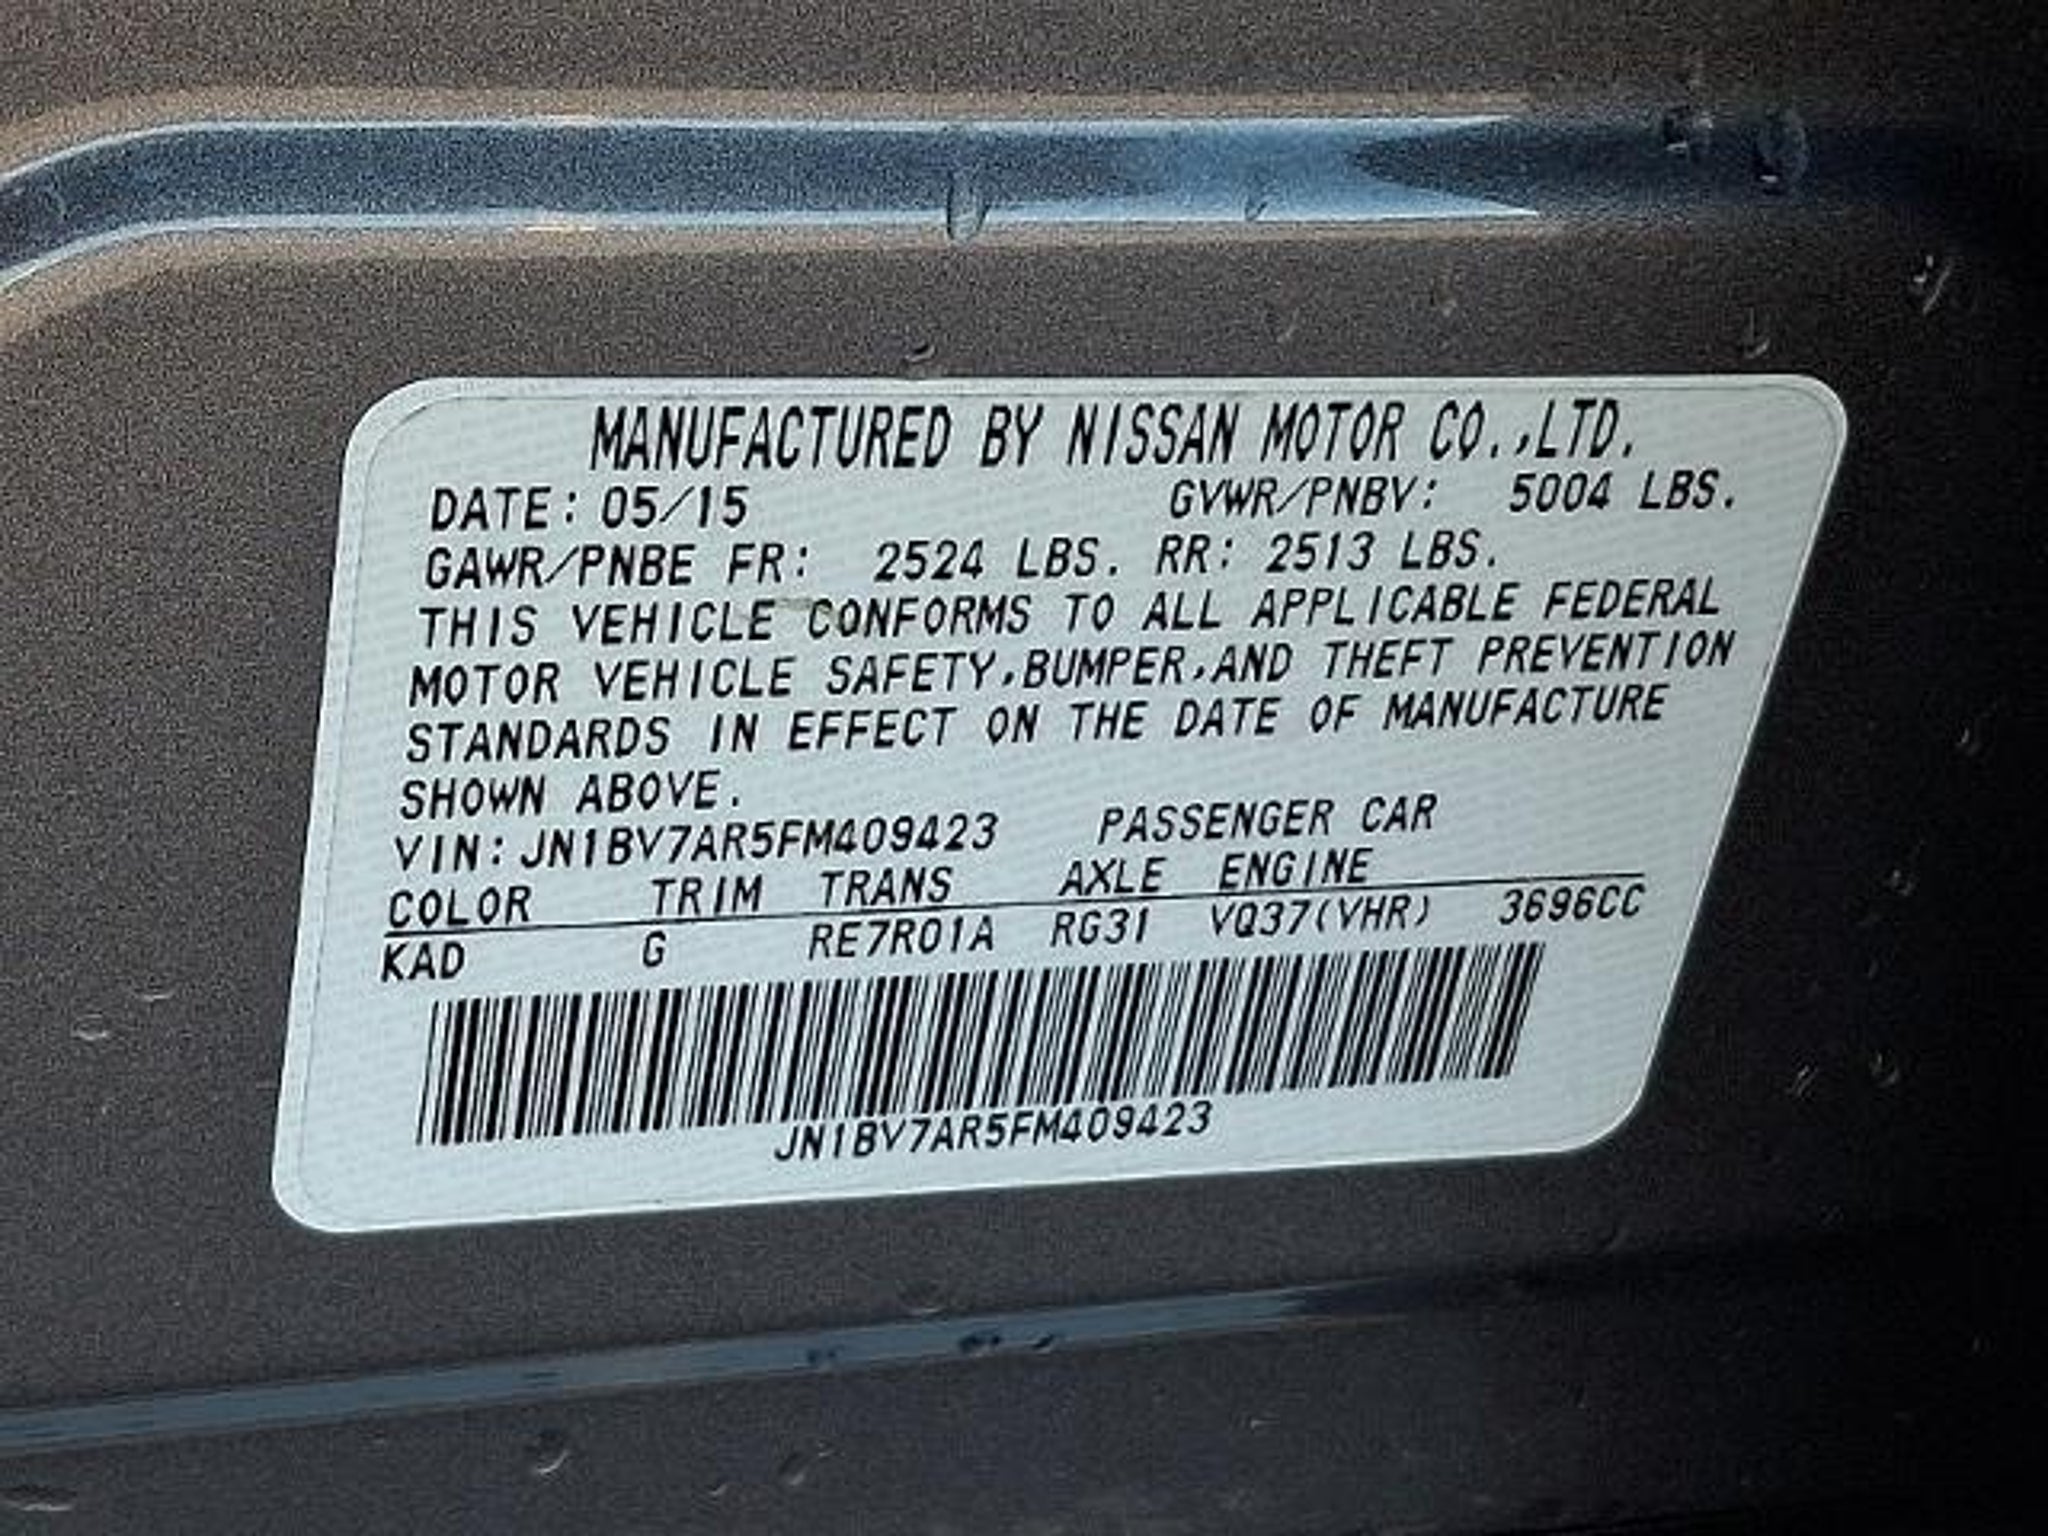 MANUFACTURED BY NISSAN MOTOR CO.,LTD.
DATE: 05/15 GVWR/PNBV: 5004 LBS.
GAWR/PNBE FR: 2524 LBS. RR: 2513 LBS.
THIS VEHICLE CONFORMS TO ALL APPLICABLE FEDERAL
MOTOR VEHICLE SAFETY,BUMPER,AND THEFT PREVENTION
STANDARDS IN EFFECT ON THE DATE OF MANUFACTURE
SHOWN ABOVE.
VIN: JN1BV7AR5FM409423 PASSENGER CAR
COLOR TRIM TRANS AXLE ENGINE
KAD G RE7R01A RG31 VQ37(VHR) 3696CC
JN1BV7AR5FM409423